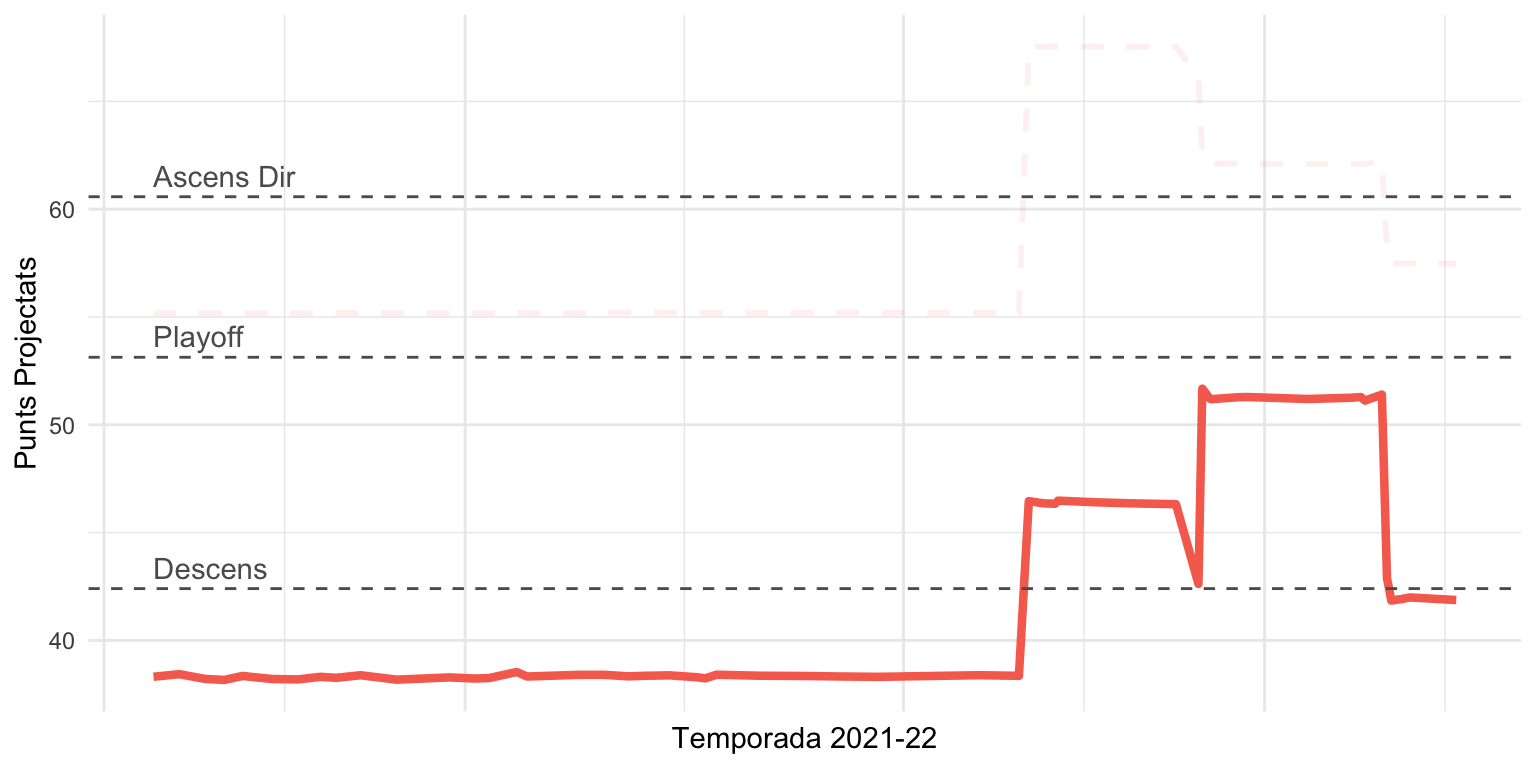 Ascens Dir
60
Playoff
50
Descens
40
Punts Projectats
Temporada 2021-22